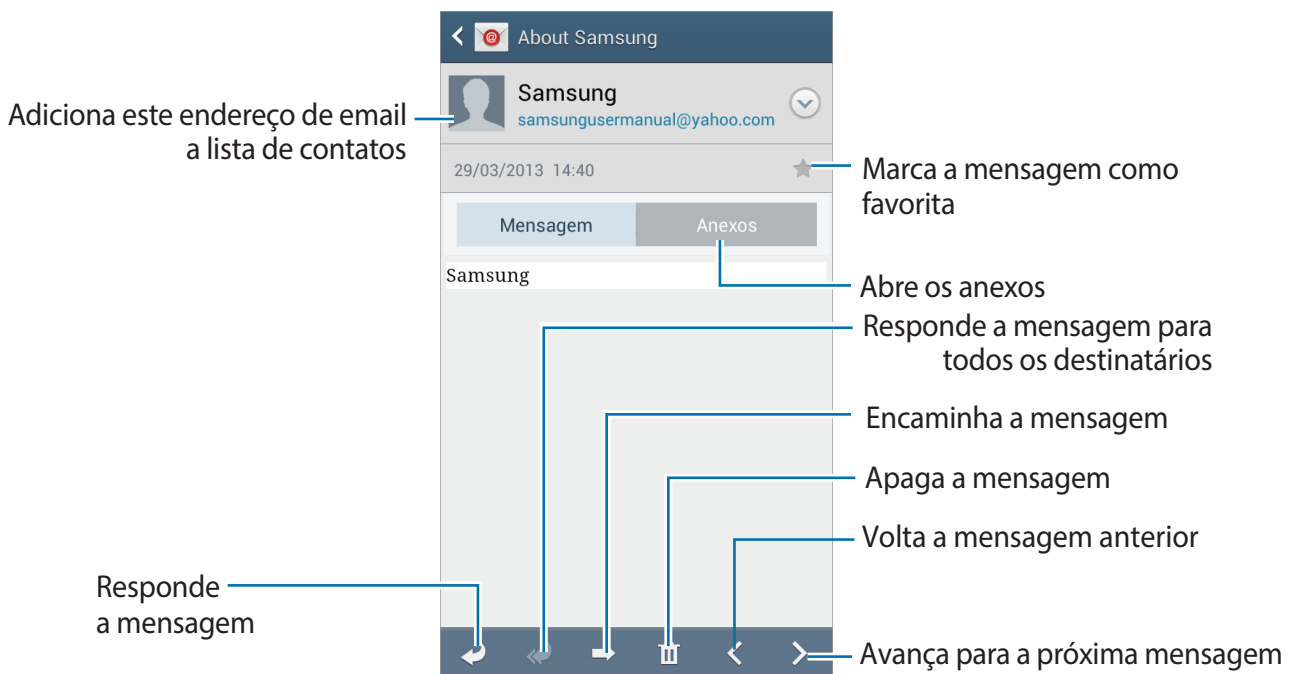 About Samsung
Samsung
samsungusermanual@yahoo.com
Adiciona este endereço de email
a lista de contatos
29/03/2013 14:40
Marca a mensagem como
favorita
Mensagem
Anexos
Samsung
Abre os anexos
Responde a mensagem para
todos os destinatários
Encaminha a mensagem
Apaga a mensagem
Volta a mensagem anterior
Responde
a mensagem
Avança para a próxima mensagem